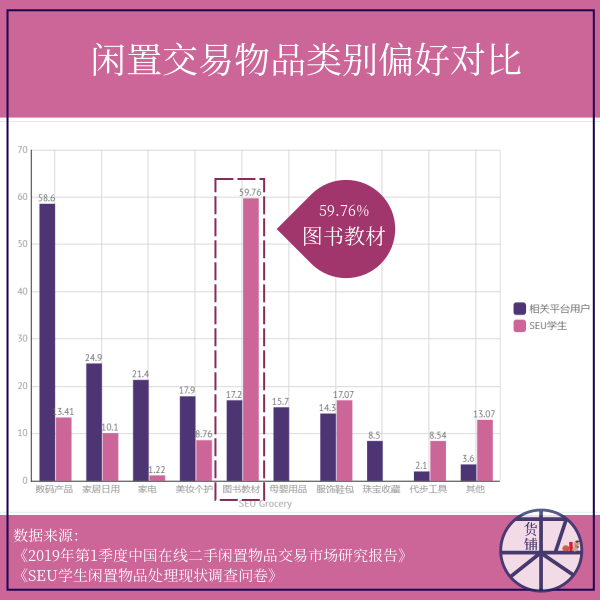 闲置交易物品类别偏好对比
70
60
50
40
30
20
10
0
58.6
13.41
24.9
10.1
21.4
1.22
17.9
8.76
17.2
59.76
15.7
14.3
17.07
8.5
2.1
8.54
3.6
13.07
59.76%
图书教材
相关平台用户
SEU学生
数码产品 家居日用 家电 美妆个护 图书教材 母婴用品 服饰鞋包 珠宝收藏 代步工具 其他
SEU Grocery
数据来源：
《2019年第1季度中国在线二手闲置物品交易市场研究报告》
《SEU学生闲置物品处理现状调查问卷》
货
铺